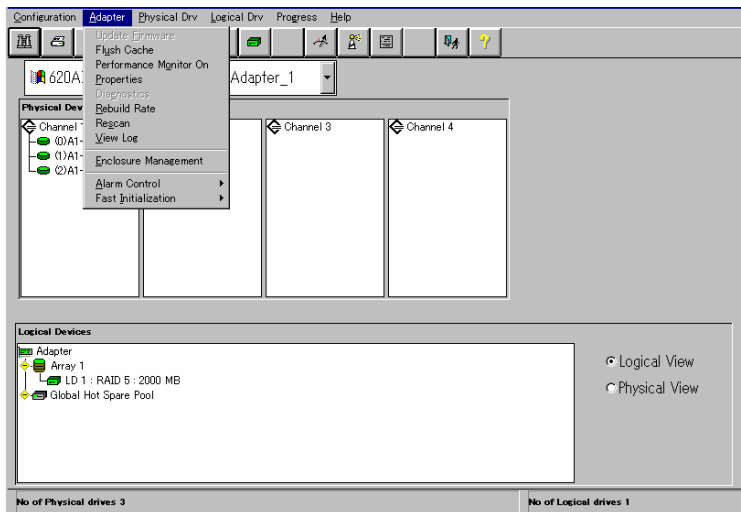 Configuration Adapter Physical Drv Logical Drv Progress Help
Update Firmware
Flush Cache
Performance Monitor On
Properties
Diagnostics
Rebuild Rate
Rescan
View Log
Enclosure Management
Alarm Control
Fast Initialization
620A
Adapter_1
Physical Dev
Channel
(0)A1-
(1)A1-
(2)A1-
Channel 3
Channel 4
Logical Devices
Adapter
Array 1
LD 1 : RAID 5 : 2000 MB
Global Hot Spare Pool
Logical View
Physical View
No of Physical drives 3
No of Logical drives 1